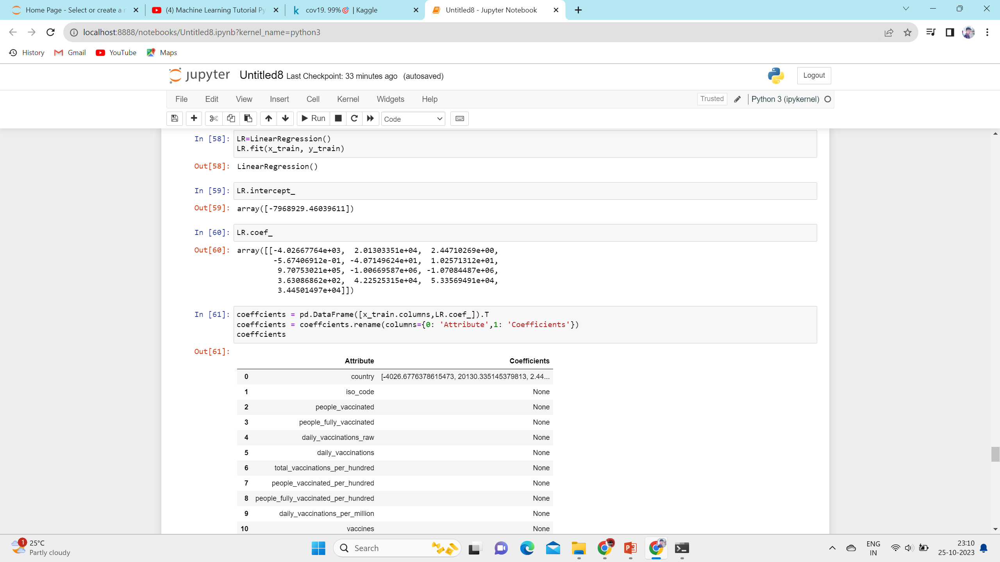 Home Page - Select or create a
(4) Machine Learning Tutorial Py
cov19. 99%🎯 | Kaggle
Untitled8 - Jupyter Notebook
localhost:8888/notebooks/Untitled8.ipynb?kernel_name=python3
History
Gmail
YouTube
Maps
jupyter Untitled8 Last Checkpoint: 33 minutes ago (autosaved)
Logout
File Edit View Insert Cell Kernel Widgets Help
Trusted
Python 3 (ipykernel)
Run
Code
In [58]: LR=LinearRegression()
LR.fit(x_train, y_train)
Out[58]: LinearRegression()
In [59]: LR.intercept_
Out[59]: array([-7968929.46039611])
In [60]: LR.coef_
Out[60]: array([[-4.02667764e+03, 2.01303351e+04, 2.44710269e+00,
-5.67406912e-01, -4.07149624e+01, 1.02571312e+01,
9.70753021e+05, -1.00669587e+06, -1.07084487e+06,
3.63086862e+02, 4.22525315e+04, 5.33569491e+04,
3.44501497e+04]])
In [61]: coeffcients = pd.DataFrame([x_train.columns,LR.coef_]).T
coeffcients = coeffcients.rename(columns={0: 'Attribute',1: 'Coefficients'})
coeffcients
Out[61]:
Attribute Coefficients
0 country [-4026.6776378615473, 20130.335145379813, 2.44...
1 iso_code None
2 people_vaccinated None
3 people_fully_vaccinated None
4 daily_vaccinations_raw None
5 daily_vaccinations None
6 total_vaccinations_per_hundred None
7 people_vaccinated_per_hundred None
8 people_fully_vaccinated_per_hundred None
9 daily_vaccinations_per_million None
10 vaccines None
1
25°C
Partly cloudy
Search
ENG
IN
23:10
25-10-2023